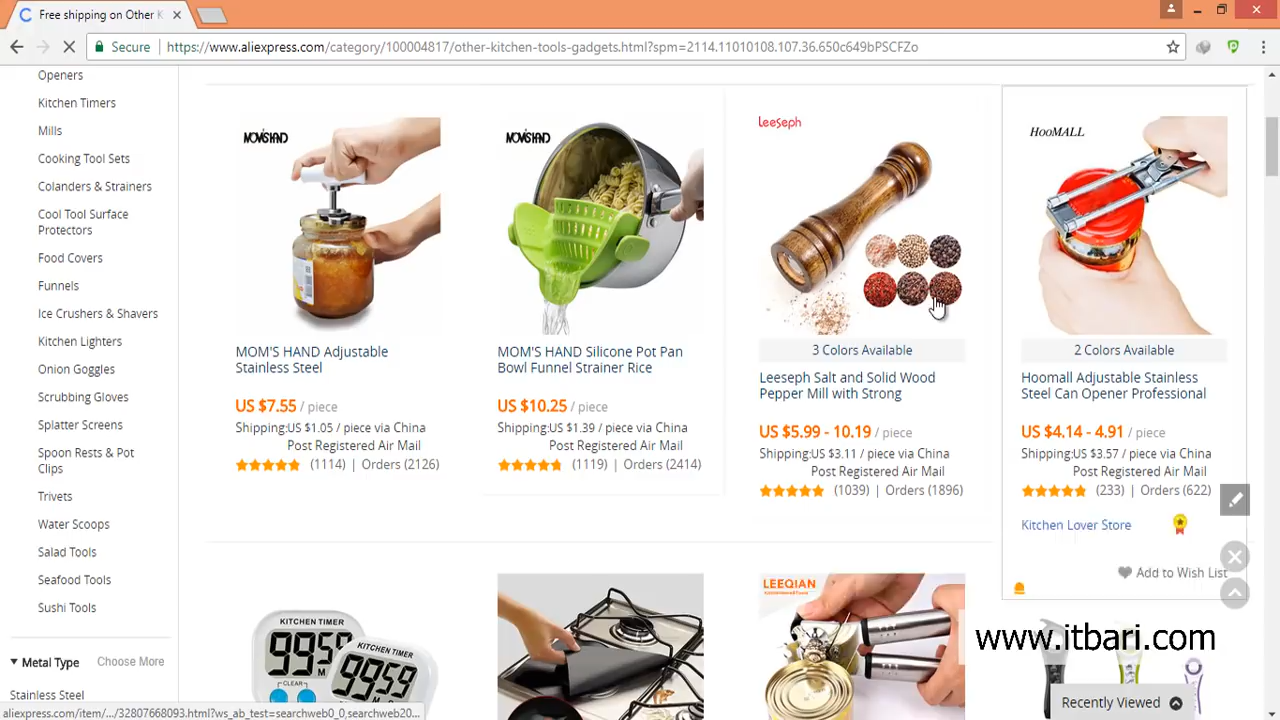 Free shipping on Other K
Secure
https://www.aliexpress.com/category/100004817/other-kitchen-tools-gadgets.html?spm=2114.11010108.107.36.650c649bPSCFZo
Openers
Kitchen Timers
Mills
Cooking Tool Sets
Colanders & Strainers
Cool Tool Surface
Protectors
Food Covers
Funnels
Ice Crushers & Shavers
Kitchen Lighters
Onion Goggles
Scrubbing Gloves
Splatter Screens
Spoon Rests & Pot
Clips
Trivets
Water Scoops
Salad Tools
Seafood Tools
Sushi Tools
Metal Type
Choose More
Stainless Steel
MOM'S HAND
MOM'S HAND Adjustable
Stainless Steel
US $7.55 / piece
Shipping:US $1.05 / piece via China
Post Registered Air Mail
(1114) | Orders (2126)
MOM'S HAND
MOM'S HAND Silicone Pot Pan
Bowl Funnel Strainer Rice
US $10.25 / piece
Shipping:US $1.39 / piece via China
Post Registered Air Mail
(1119) | Orders (2414)
Leeseph
3 Colors Available
Leeseph Salt and Solid Wood
Pepper Mill with Strong
US $5.99 - 10.19 / piece
Shipping:US $3.11 / piece via China
Post Registered Air Mail
(1039) | Orders (1896)
HooMALL
2 Colors Available
Hoomall Adjustable Stainless
Steel Can Opener Professional
US $4.14 - 4.91 / piece
Shipping:US $3.57 / piece via China
Post Registered Air Mail
(233) | Orders (622)
Kitchen Lover Store
Add to Wish List
KITCHEN TIMER
99 59
M
CLEAR
KITCHEN TIMER
99 59
M
LEEQIAN
www.itbari.com
Recently Viewed
aliexpress.com/item/.../32807668093.html?ws_ab_test=searchweb0_0,searchweb20...